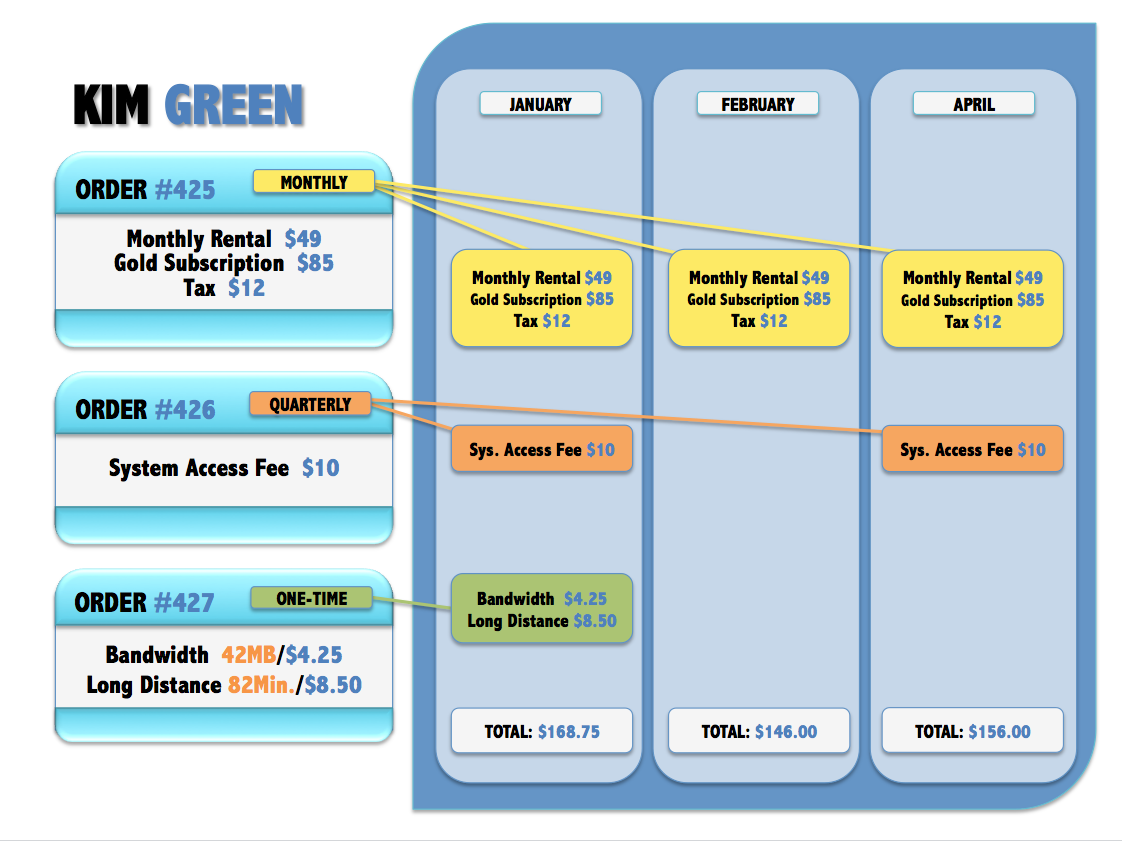 KIM GREEN
ORDER #425 MONTHLY
Monthly Rental $49
Gold Subscription $85
Tax $12
ORDER #426 QUARTERLY
System Access Fee $10
ORDER #427 ONE-TIME
Bandwidth 42MB/$4.25
Long Distance 82Min./$8.50
JANUARY
Monthly Rental $49
Gold Subscription $85
Tax $12
Sys. Access Fee $10
Bandwidth $4.25
Long Distance $8.50
TOTAL: $168.75
FEBRUARY
Monthly Rental $49
Gold Subscription $85
Tax $12
TOTAL: $146.00
APRIL
Monthly Rental $49
Gold Subscription $85
Tax $12
Sys. Access Fee $10
TOTAL: $156.00